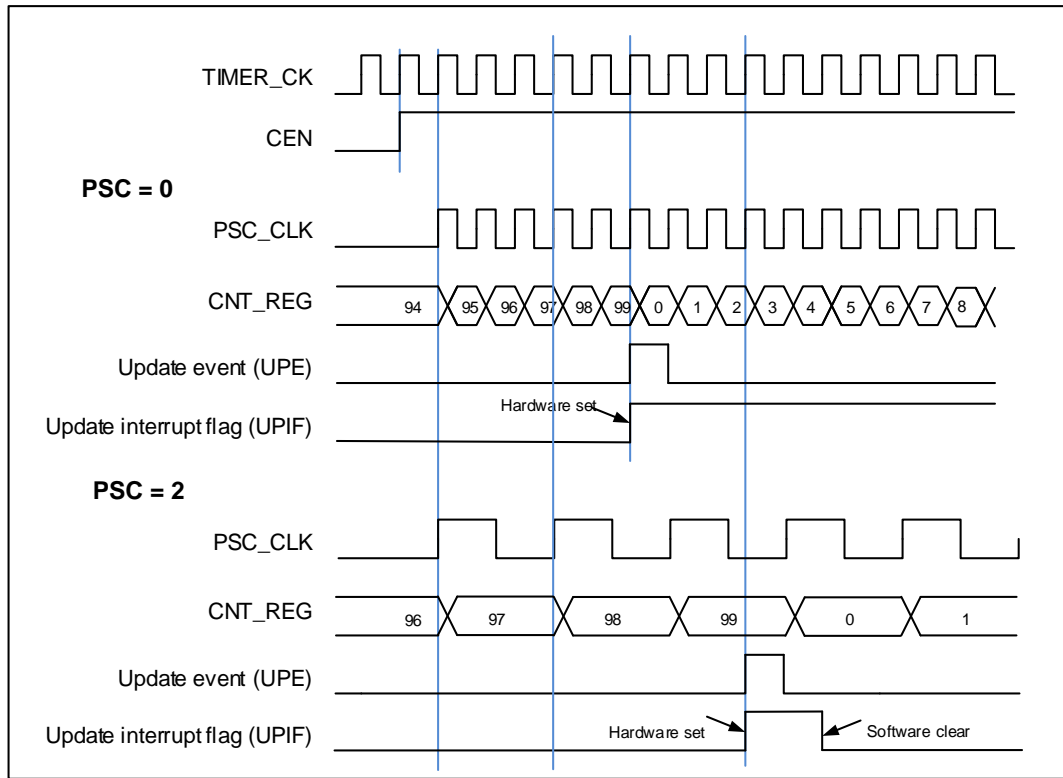 TIMER_CK
CEN
PSC = 0
PSC_CLK
CNT_REG 94 95 96 97 98 99 0 1 2 3 4 5 6 7 8
Update event (UPE)
Hardware set
Update interrupt flag (UPIF)
PSC = 2
PSC_CLK
CNT_REG 96 97 98 99 0 1
Update event (UPE)
Update interrupt flag (UPIF) Hardware set Software clear